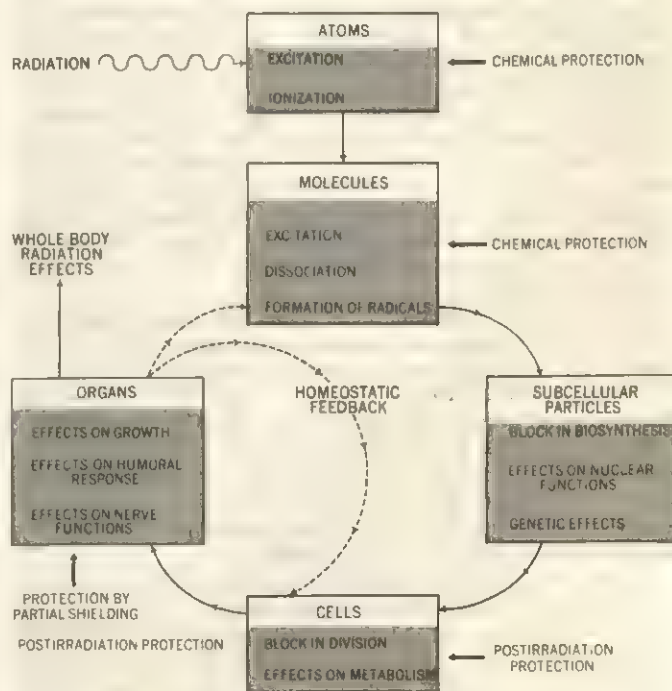 ATOMS
RADIATION
EXCITATION
IONIZATION
CHEMICAL PROTECTION
MOLECULES
EXCITATION
DISSOCIATION
FORMATION OF RADICALS
CHEMICAL PROTECTION
WHOLE BODY
RADIATION
EFFECTS
HOMEOSTATIC
FEEDBACK
ORGANS
EFFECTS ON GROWTH
EFFECTS ON HUMORAL
RESPONSE
EFFECTS ON NERVE
FUNCTIONS
SUBCELLULAR
PARTICLES
BLOCK IN BIOSYNTHESIS
EFFECTS ON NUCLEAR
FUNCTIONS
GENETIC EFFECTS
PROTECTION BY
PARTIAL SHIELDING
POSTIRRADIATION PROTECTION
CELLS
BLOCK IN DIVISION
EFFECTS ON METABOLISM
POSTIRRADIATION
PROTECTION